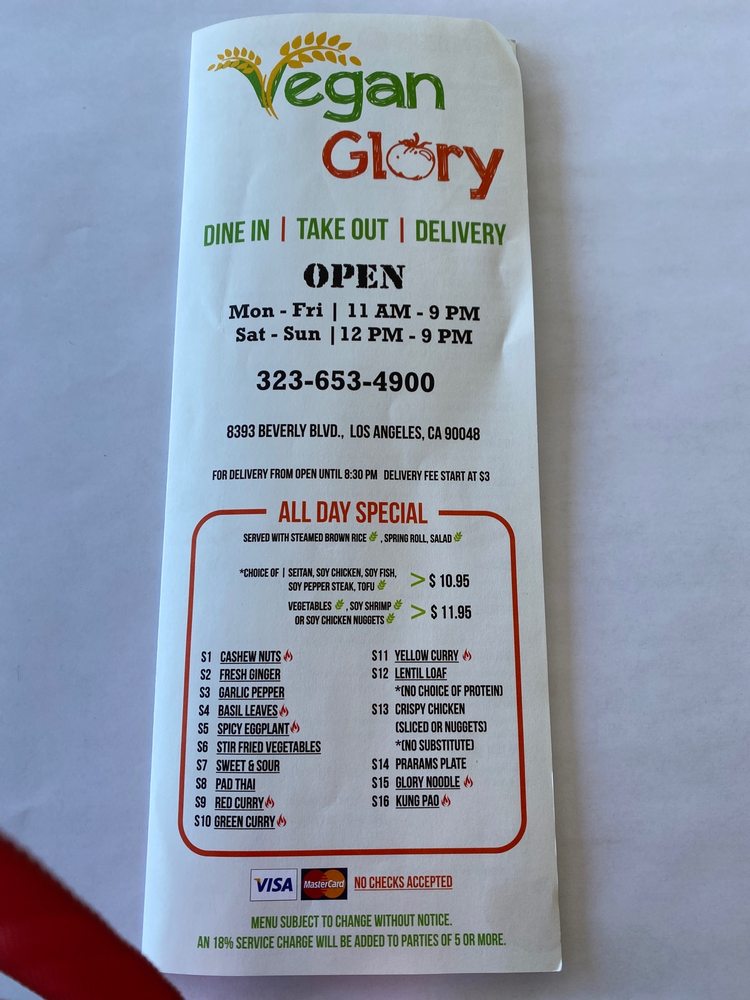 Vegan
Glory
DINE IN | TAKE OUT | DELIVERY
OPEN
Mon - Fri | 11 AM - 9 PM
Sat - Sun | 12 PM - 9 PM
323-653-4900
8393 BEVERLY BLVD., LOS ANGELES, CA 90048
FOR DELIVERY FROM OPEN UNTIL 8:30 PM DELIVERY FEE START AT $3
ALL DAY SPECIAL
SERVED WITH STEAMED BROWN RICE , SPRING ROLL, SALAD
*CHOICE OF | SEITAN, SOY CHICKEN, SOY FISH,
SOY PEPPER STEAK, TOFU > $ 10.95
VEGETABLES , SOY SHRIMP
OR SOY CHICKEN NUGGETS > $ 11.95
S1 CASHEW NUTS
S2 FRESH GINGER
S3 GARLIC PEPPER
S4 BASIL LEAVES
S5 SPICY EGGPLANT
S6 STIR FRIED VEGETABLES
S7 SWEET & SOUR
S8 PAD THAI
S9 RED CURRY
S10 GREEN CURRY
S11 YELLOW CURRY
S12 LENTIL LOAF
*(NO CHOICE OF PROTEIN)
S13 CRISPY CHICKEN
(SLICED OR NUGGETS)
*(NO SUBSTITUTE)
S14 PRARAMS PLATE
S15 GLORY NOODLE
S16 KUNG PAO
VISA MasterCard NO CHECKS ACCEPTED
MENU SUBJECT TO CHANGE WITHOUT NOTICE.
AN 18% SERVICE CHARGE WILL BE ADDED TO PARTIES OF 5 OR MORE.